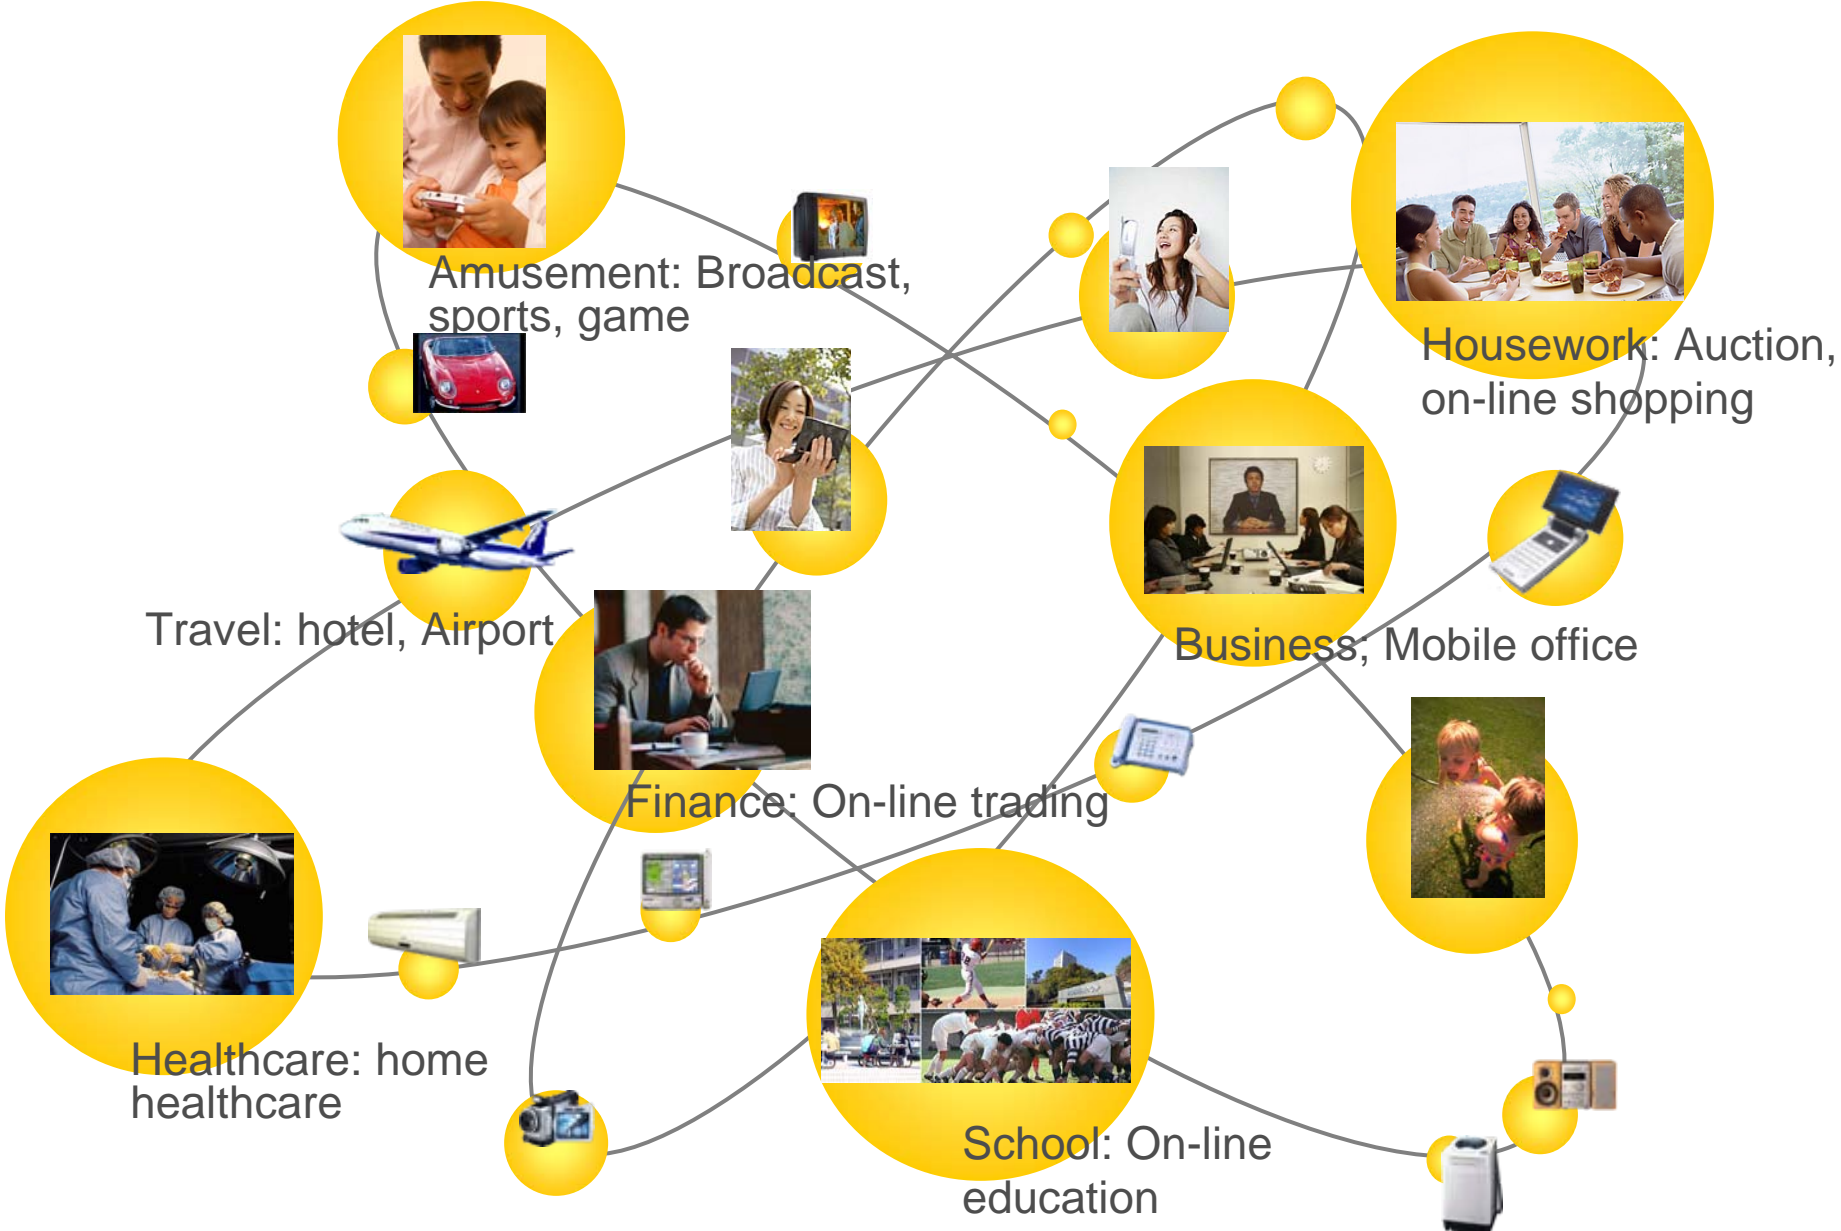 Amusement: Broadcast,
sports, game
Housework: Auction,
on-line shopping
Travel: hotel, Airport
Business; Mobile office
Finance: On-line trading
Healthcare: home
healthcare
School: On-line
education